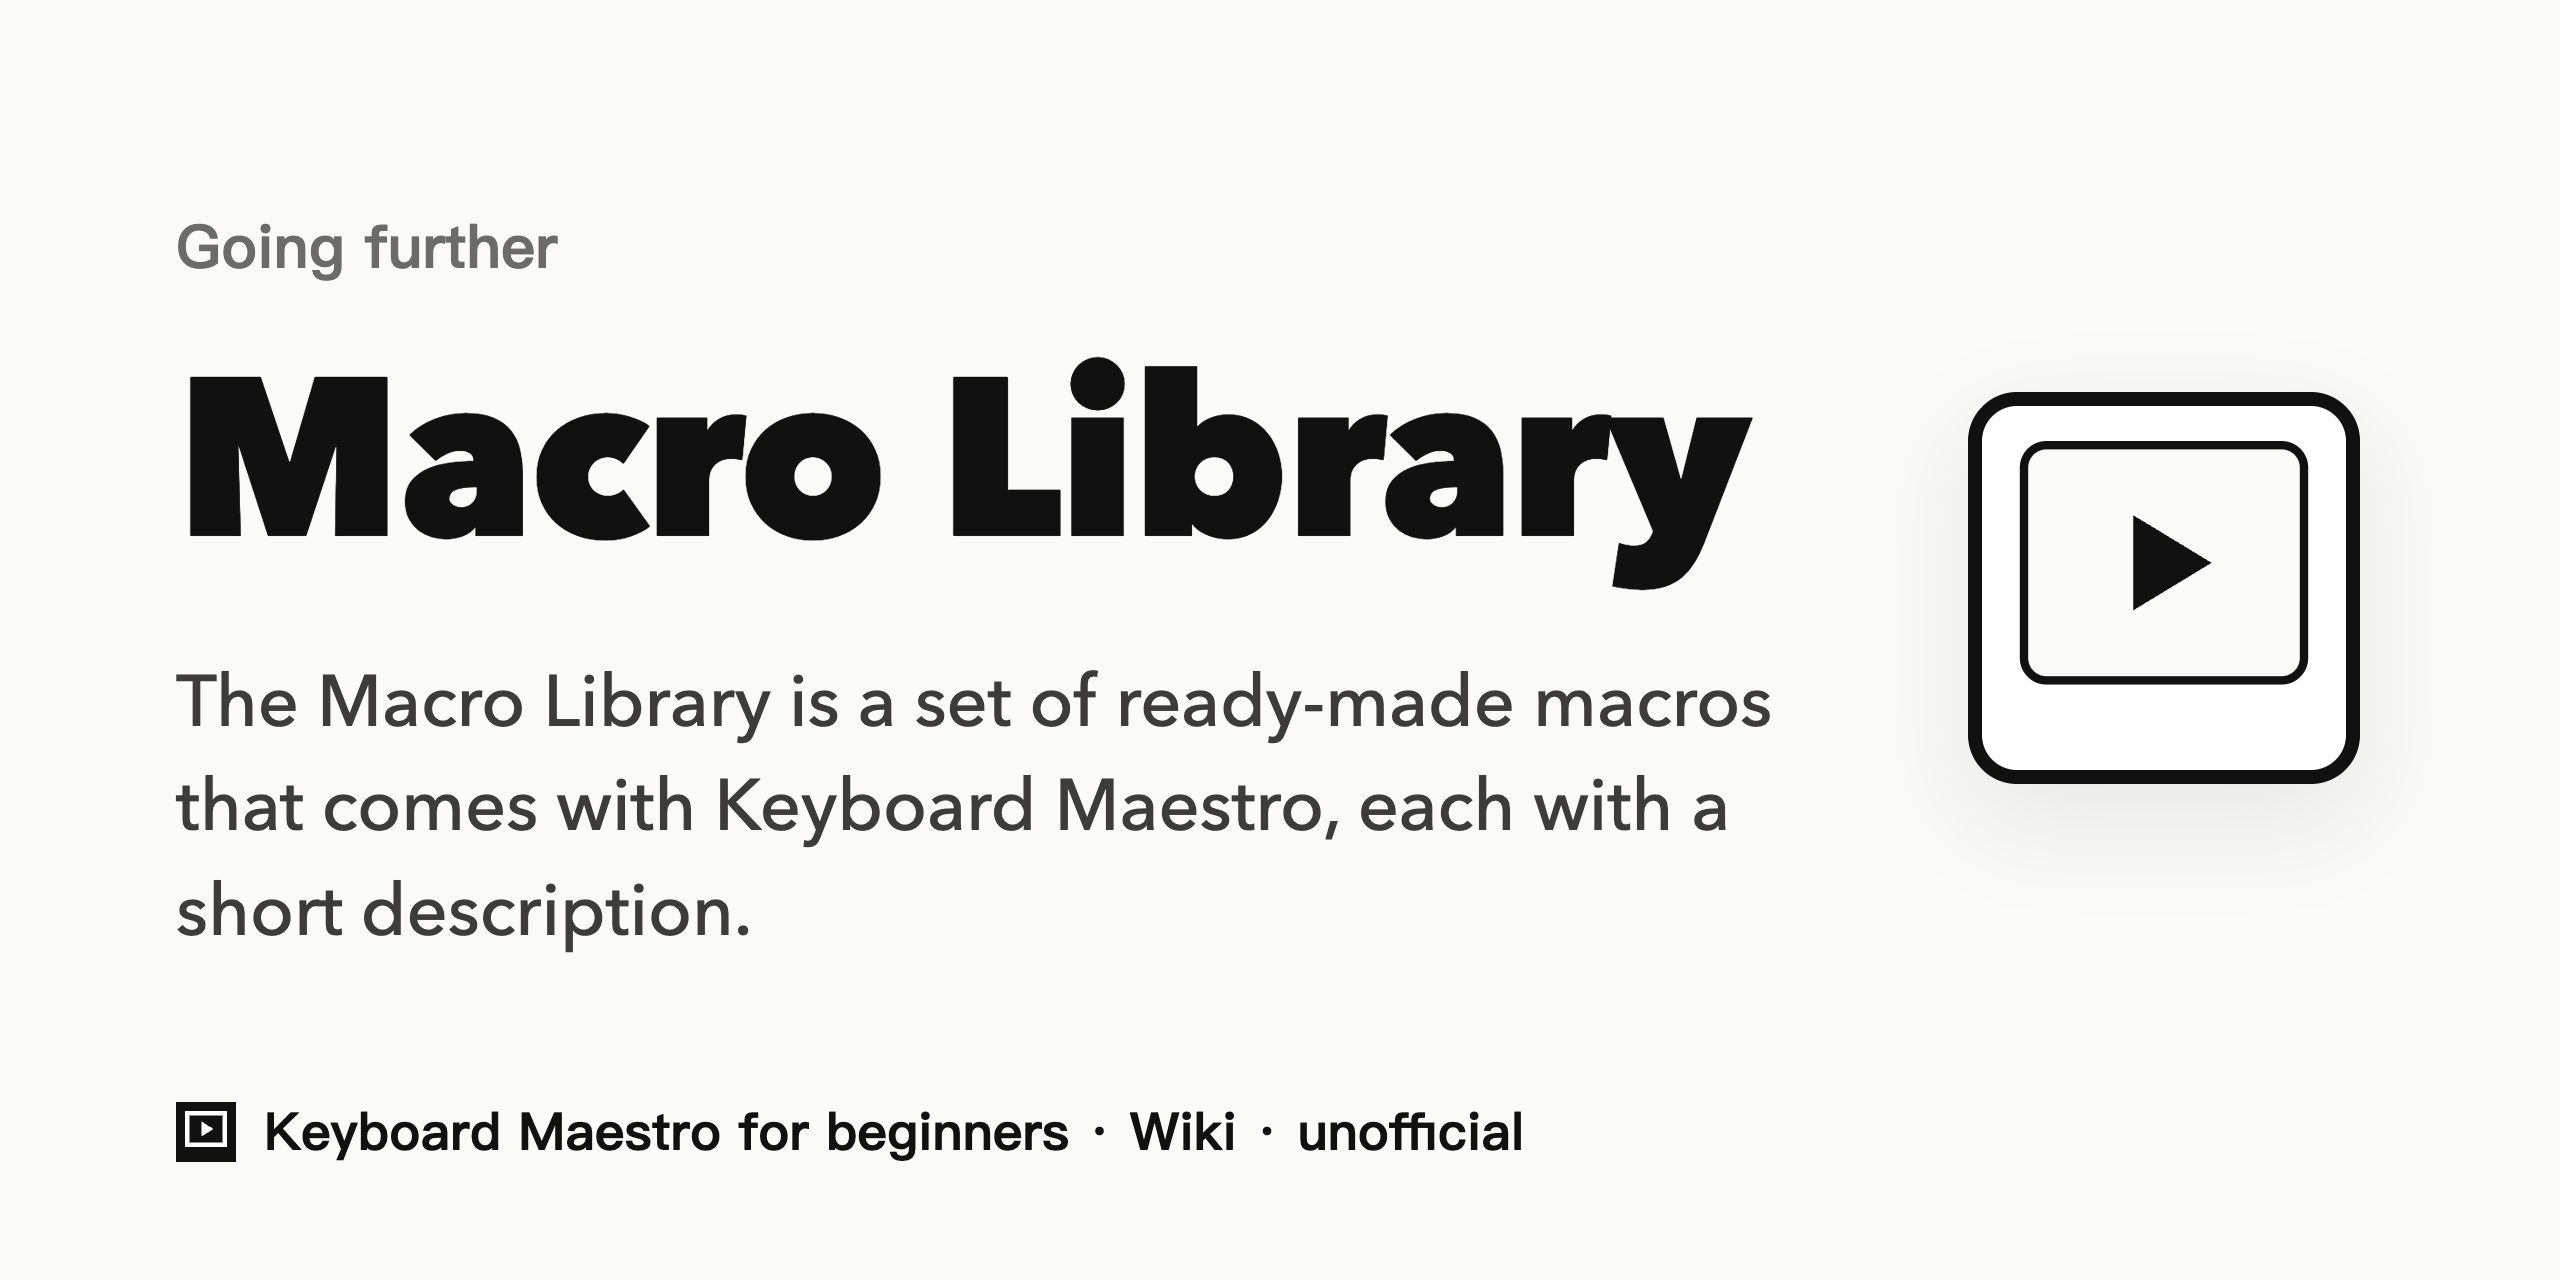 Going further
Macro Library
The Macro Library is a set of ready-made macros
that comes with Keyboard Maestro, each with a
short description.
Keyboard Maestro for beginners · Wiki · unofficial